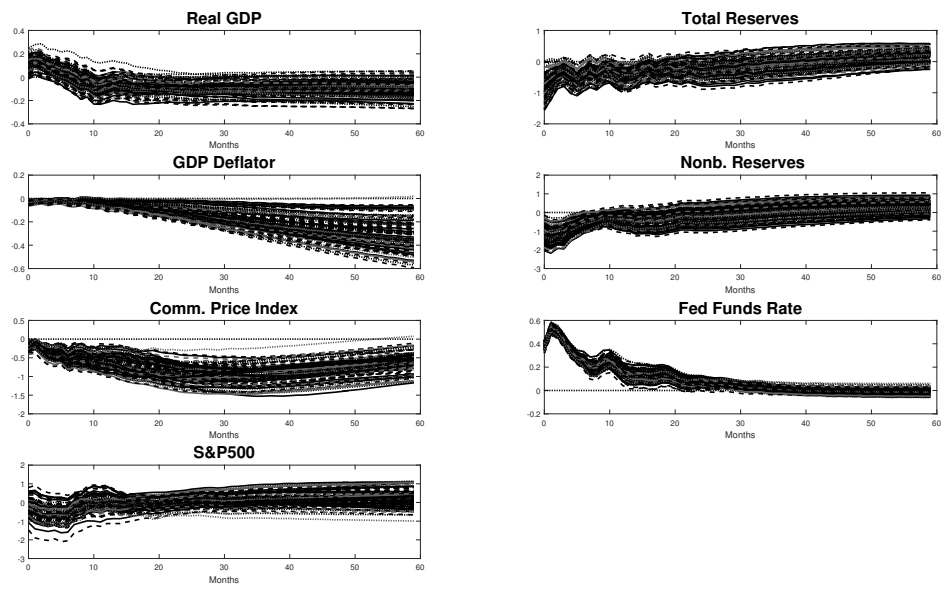 Real GDP
0.4
0.2
0
-0.2
-0.4
0 10 20 30 40 50 60
Months
Total Reserves
1
0
-1
-2
0 10 20 30 40 50 60
Months
GDP Deflator
0.2
0
-0.2
-0.4
-0.6
0 10 20 30 40 50 60
Months
Nonb. Reserves
2
1
0
-1
-2
-3
0 10 20 30 40 50 60
Months
Comm. Price Index
0.5
0
-0.5
-1
-1.5
-2
0 10 20 30 40 50 60
Months
Fed Funds Rate
0.6
0.4
0.2
0
-0.2
0 10 20 30 40 50 60
Months
S&P500
2
1
0
-1
-2
-3
0 10 20 30 40 50 60
Months